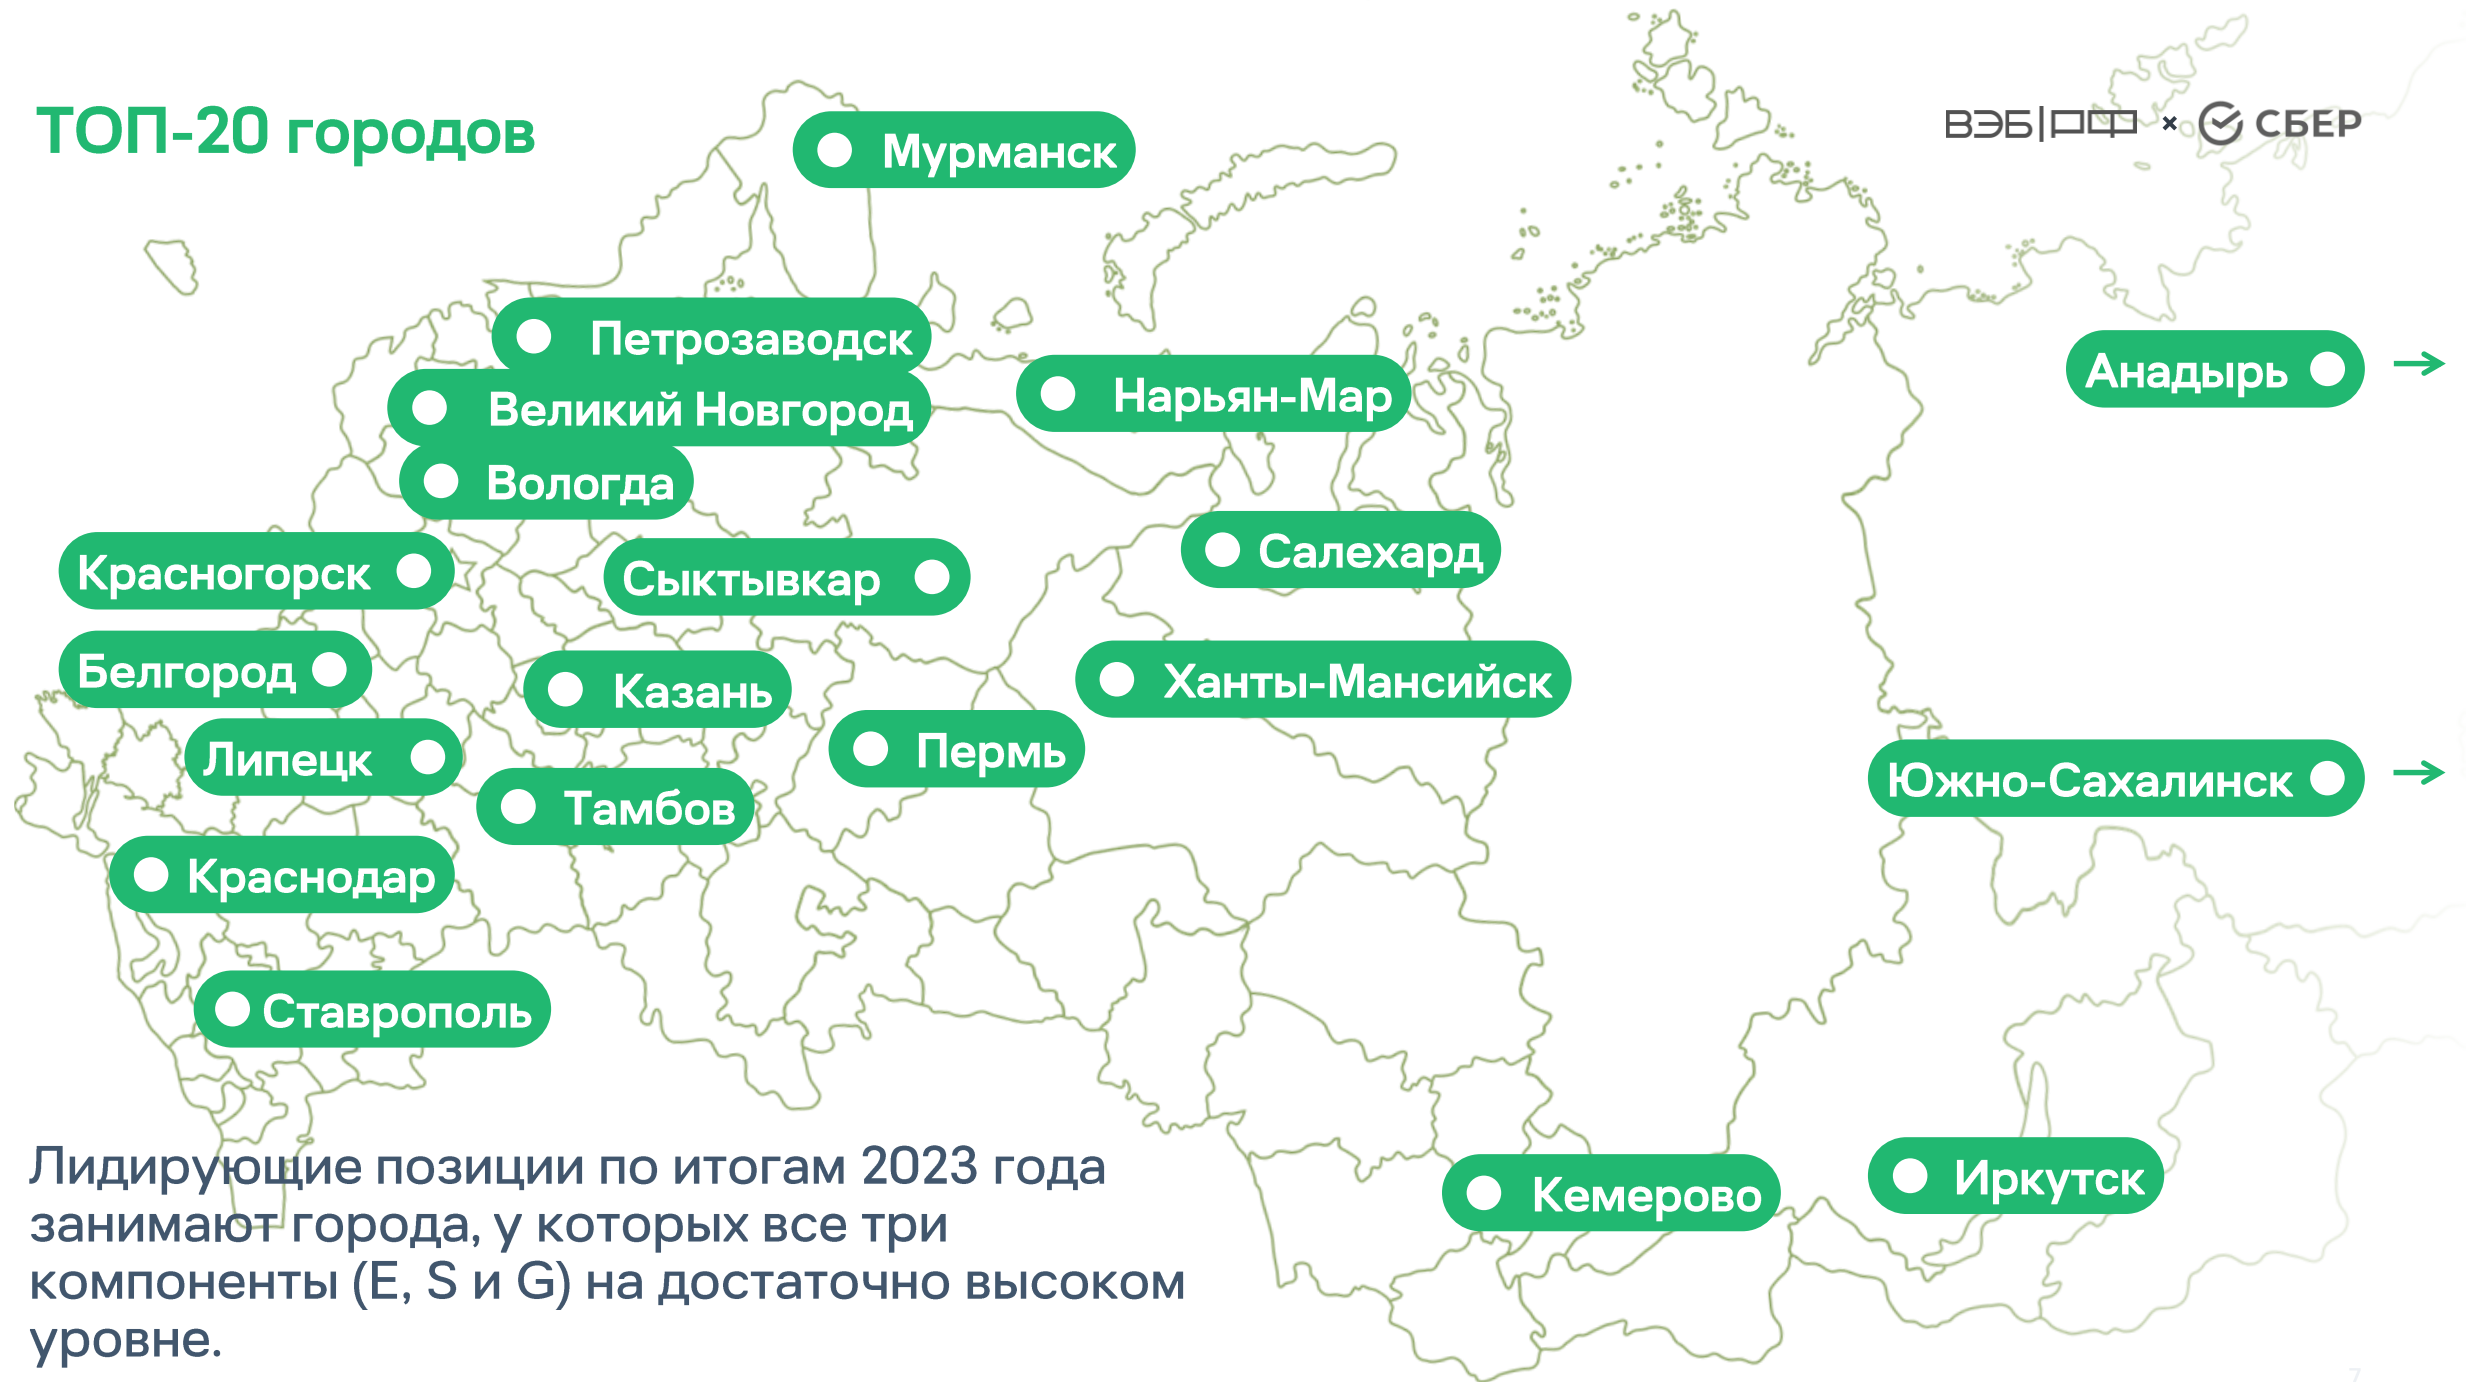 ТОП-20 городов
ВЭБ|РФ × СБЕР
Мурманск
Петрозаводск
Великий Новгород
Вологда
Нарьян-Мар
Анадырь
Красногорск
Сыктывкар
Салехард
Белгород
Казань
Ханты-Мансийск
Липецк
Пермь
Тамбов
Южно-Сахалинск
Краснодар
Ставрополь
Кемерово
Иркутск
Лидирующие позиции по итогам 2023 года
занимают города, у которых все три
компоненты (E, S и G) на достаточно высоком
уровне.
7